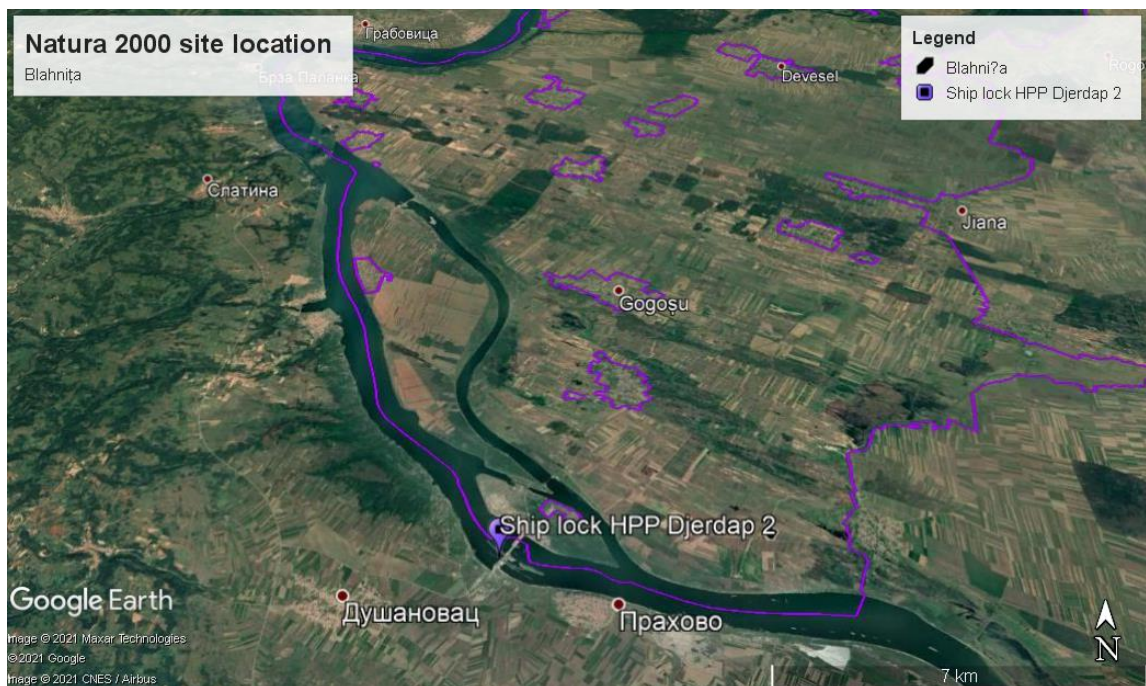 Natura 2000 site location
Blahnița
Legend
Blahni?a
Ship lock HPP Djerdap 2
Грабовица
Брза Паланка
Devesel
Rogo
Слатина
Jiana
Gogoșu
Ship lock HPP Djerdap 2
Душановац
Прахово
Google Earth
Image © 2021 Maxar Technologies
© 2021 Google
Image © 2021 CNES / Airbus
N
7 km